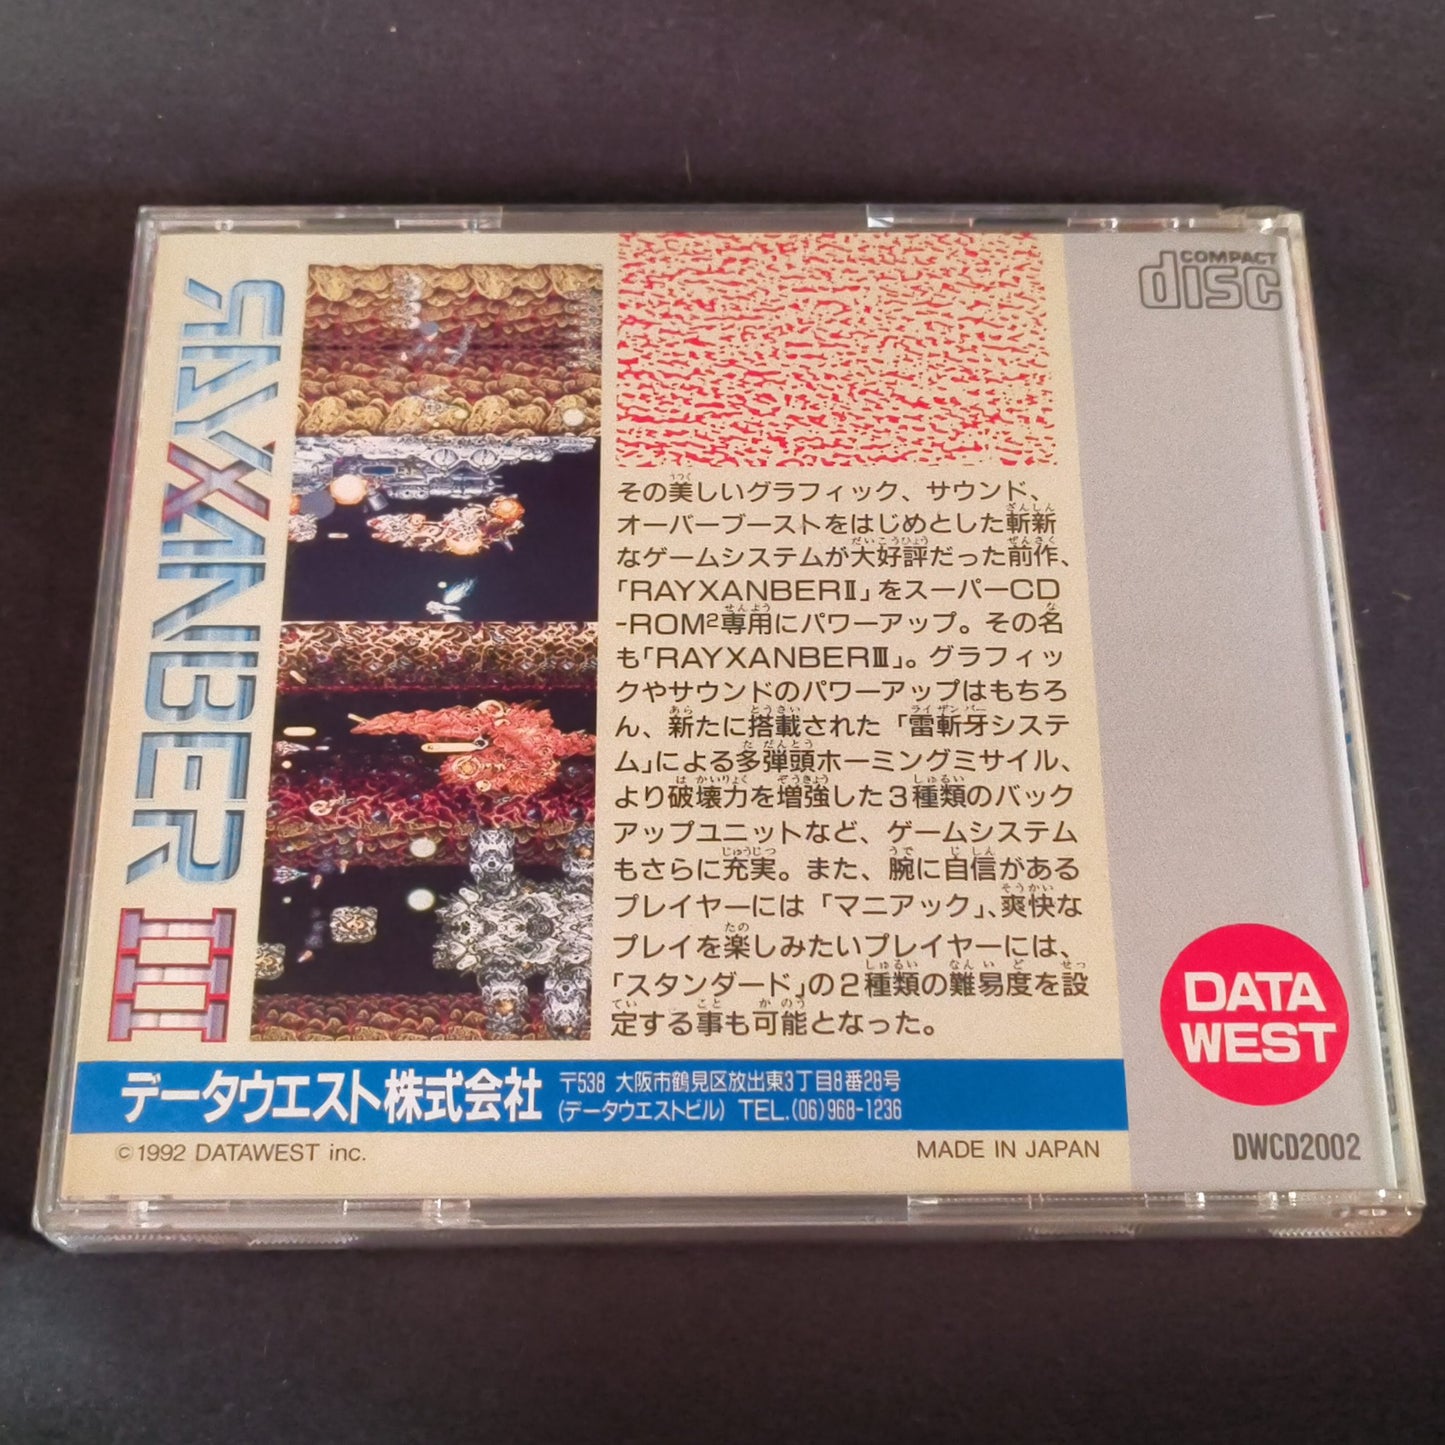 RAYXANBER III
COMPACT
disc
その美しいグラフィック、サウンド、
オーバーブーストをはじめとした斬新
なゲームシステムが大好評だった前作、
「RAYXANBERⅡ」をスーパーCD
-ROM²専用にパワーアップ。その名
も「RAYXANBERⅢ」。グラフィッ
クやサウンドのパワーアップはもちろ
ん、新たに搭載された「雷斬牙システ
ム」による多弾頭ホーミングミサイル、
より破壊力を増強した3種類のバック
アップユニットなど、ゲームシステム
もさらに充実。また、腕に自信がある
プレイヤーには「マニアック」、爽快な
プレイを楽しみたいプレイヤーには、
「スタンダード」の2種類の難易度を設
定する事も可能となった。
DATA
WEST
データウエスト株式会社
〒538 大阪市鶴見区放出東3丁目8番28号
(データウエストビル) TEL.(06)968-1236
©1992 DATAWEST inc.
MADE IN JAPAN
DWCD2002